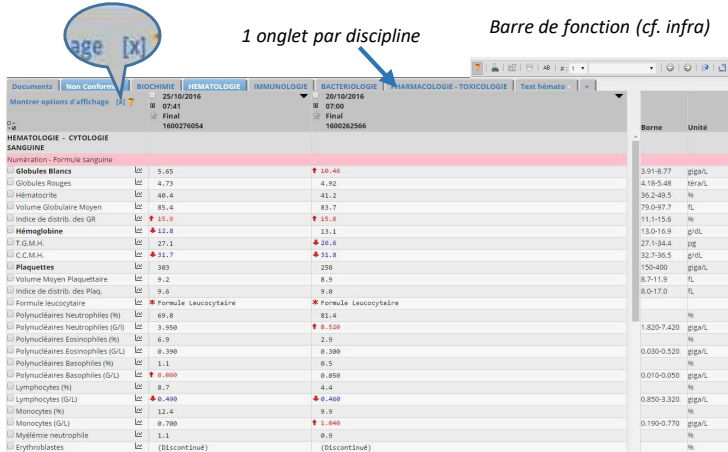 age [x]
1 onglet par discipline
Barre de fonction (cf. infra)
AB #: 1
Documents Non Conform BIOCHIMIE HEMATOLOGIE IMMUNOLOGIE BACTERIOLOGIE PHARMACOLOGIE - TOXICOLOGIE Test hémato +
Montrer options d'affichage [X] ?
25/10/2016 20/10/2016
07:41 07:00
Final Final
1600276054 1600262566 Borne Unité
HEMATOLOGIE - CYTOLOGIE
SANGUINE
Numération - Formule sanguine
Globules Blancs 5.65 10.46 3.91-8.77 giga/L
Globules Rouges 4.73 4.92 4.18-5.48 téra/L
Hématocrite 40.4 41.2 36.2-49.5 %
Volume Globulaire Moyen 85.4 83.7 79.0-97.7 fL
Indice de distrib. des GR 15.9 15.8 11.1-15.6 %
Hémoglobine 12.8 13.1 13.0-16.9 g/dL
T.G.M.H. 27.1 26.6 27.1-34.4 pg
C.C.M.H. 31.7 31.8 32.7-36.5 g/dL
Plaquettes 303 258 150-400 giga/L
Volume Moyen Plaquettaire 9.2 8.9 8.7-11.9 fL
Indice de distrib. des Plaq. 9.6 9.0 8.0-17.0 fL
Formule leucocytaire * Formule Leucocytaire * Formule Leucocytaire
Polynucléaires Neutrophiles (%) 69.8 81.4 %
Polynucléaires Neutrophiles (G/l) 3.950 8.520 1.820-7.420 giga/L
Polynucléaires Eosinophiles (%) 6.9 2.9 %
Polynucléaires Eosinophiles (G/L) 0.390 0.300 0.030-0.520 giga/L
Polynucléaires Basophiles (%) 1.1 0.5 %
Polynucléaires Basophiles (G/L) 0.060 0.050 0.010-0.050 giga/L
Lymphocytes (%) 8.7 4.4 %
Lymphocytes (G/L) 0.490 0.460 0.850-3.320 giga/L
Monocytes (%) 12.4 9.9 %
Monocytes (G/L) 0.700 1.040 0.190-0.770 giga/L
Myélémie neutrophile 1.1 0.9 %
Erythroblastes (Discontinué) (Discontinué) %